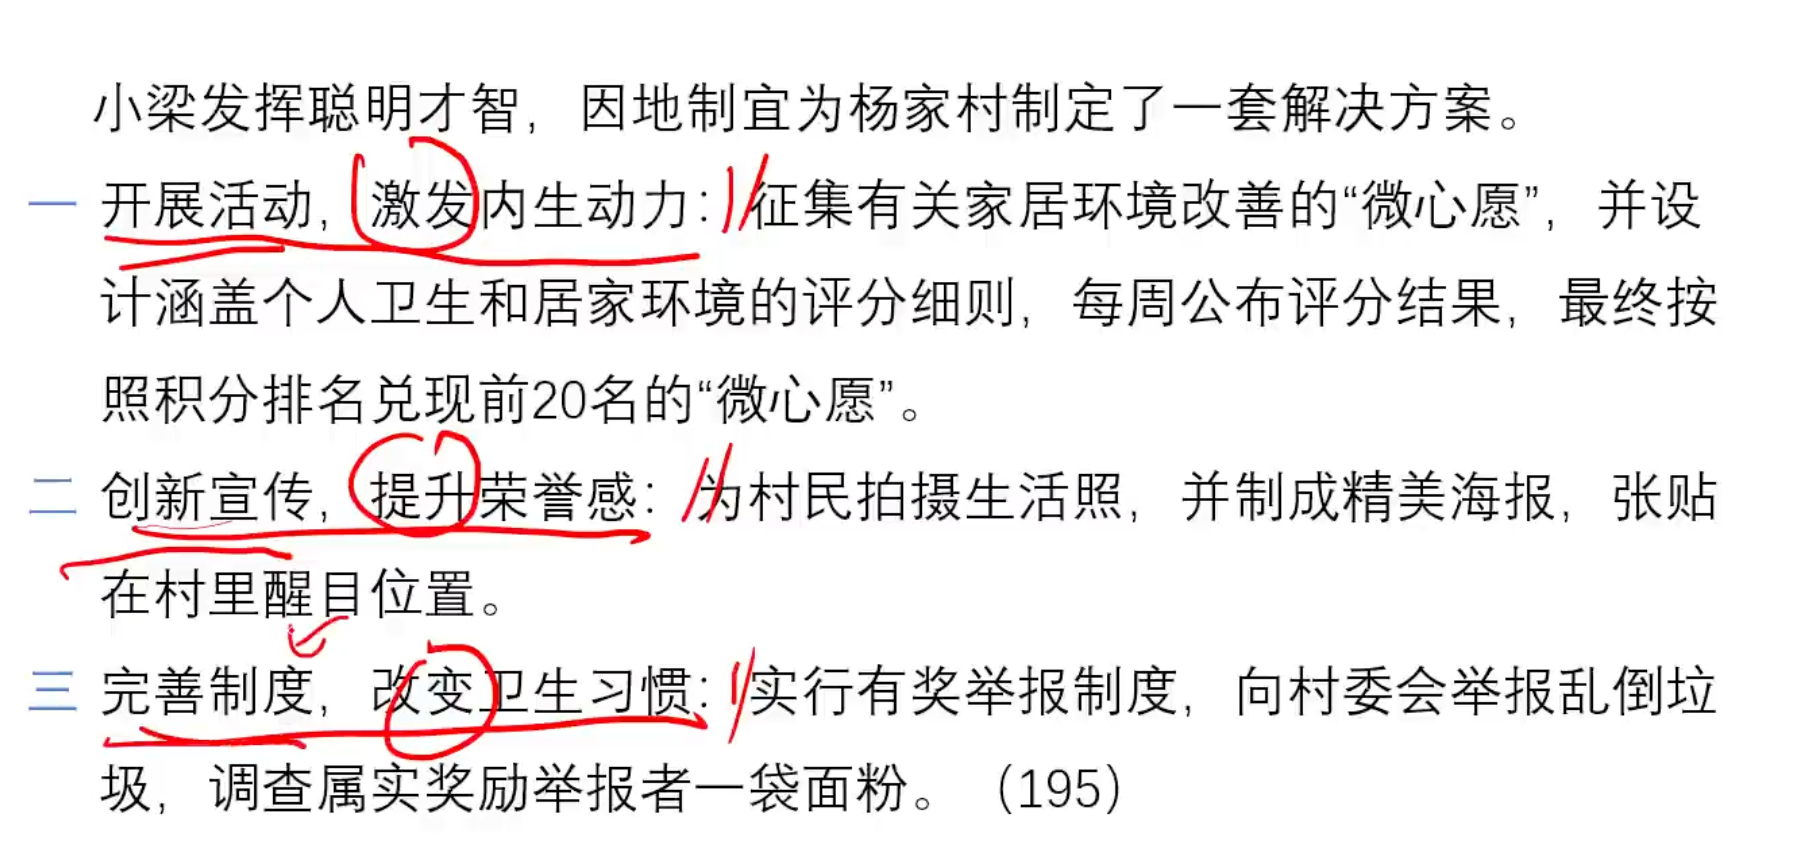 小梁发挥聪明才智，因地制宜为杨家村制定了一套解决方案。
一 开展活动，激发内生动力：征集有关家居环境改善的“微心愿”，并设
计涵盖个人卫生和居家环境的评分细则，每周公布评分结果，最终按
照积分排名兑现前20名的“微心愿”。
二 创新宣传，提升荣誉感：为村民拍摄生活照，并制成精美海报，张贴
在村里醒目位置。
三 完善制度，改变卫生习惯：实行有奖举报制度，向村委会举报乱倒垃
圾，调查属实奖励举报者一袋面粉。（195）